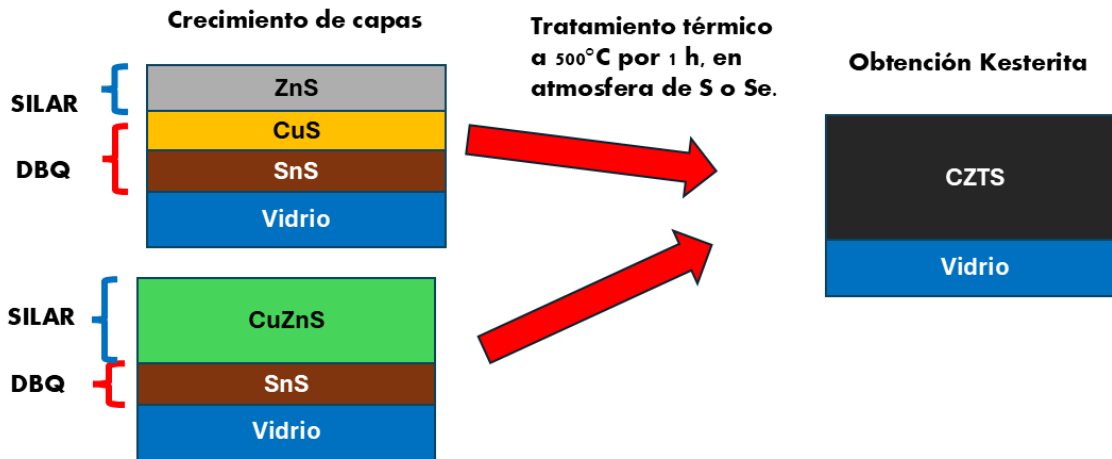 Crecimiento de capas
Tratamiento térmico
a 500°C por 1 h, en
atmosfera de S o Se.
Obtención Kesterita
SILAR
ZnS
CuS
DBQ
SnS
Vidrio
CZTS
Vidrio
SILAR
CuZnS
DBQ
SnS
Vidrio